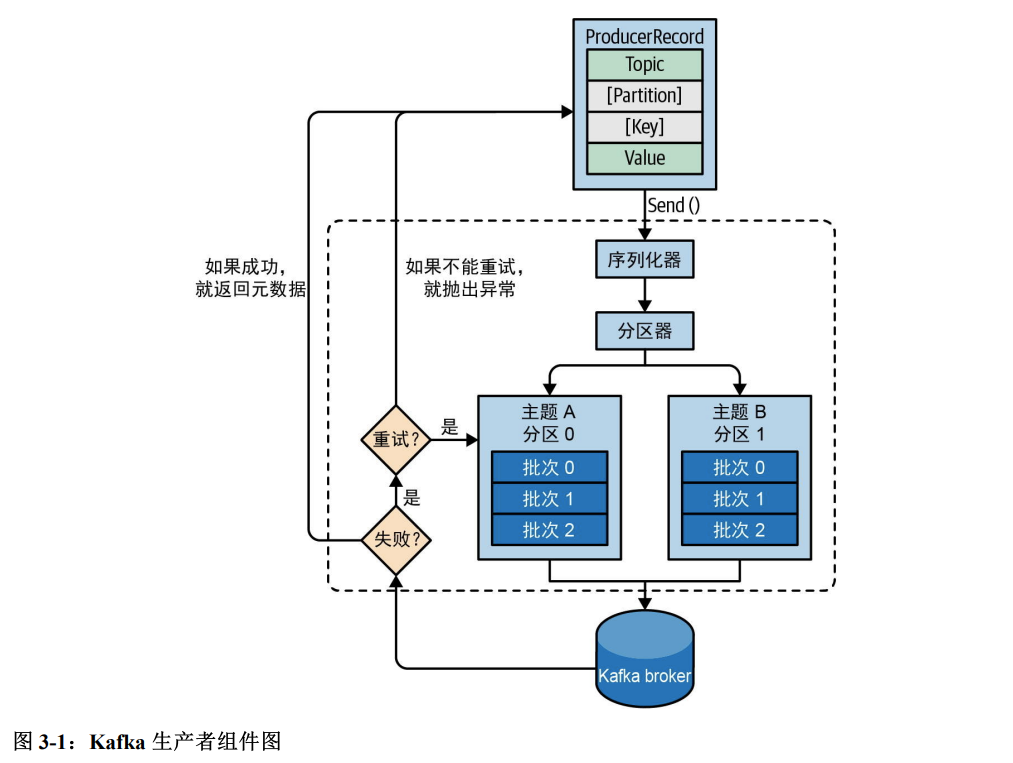 ProducerRecord
Topic
[Partition]
[Key]
Value
Send ()
序列化器
分区器
如果成功，
就返回元数据
如果不能重试，
就抛出异常
重试？
是
失败？
是
主题 A
分区 0
批次 0
批次 1
批次 2
主题 B
分区 1
批次 0
批次 1
批次 2
Kafka broker
图 3-1：Kafka 生产者组件图